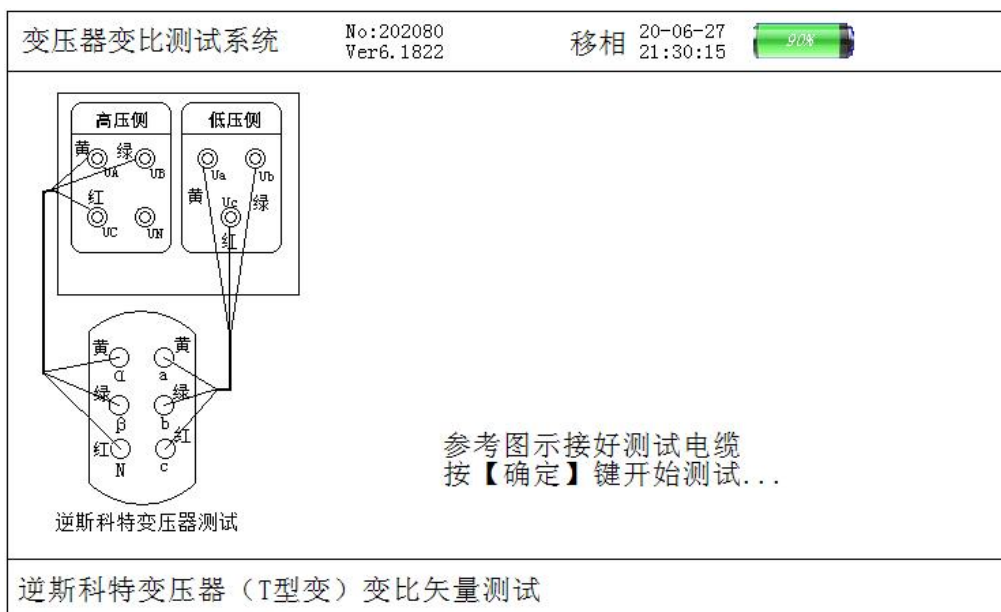 变压器变比测试系统
No:202080
Ver6.1822
移相
20-06-27
21:30:15
90%
高压侧
低压侧
黄 绿
UA UB
红
UC UN
Ua Ub
黄 Uc 绿
红
黄 黄
α a
绿 绿
β b
红 红
N c
逆斯科特变压器测试
参考图示接好测试电缆
按【确定】键开始测试...
逆斯科特变压器（T型变）变比矢量测试